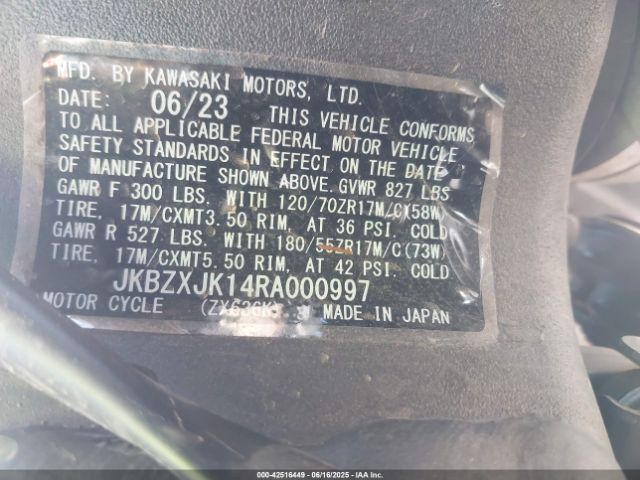 MFD. BY KAWASAKI MOTORS, LTD.
DATE: 06/23 THIS VEHICLE CONFORMS
TO ALL APPLICABLE FEDERAL MOTOR VEHICLE
SAFETY STANDARDS IN EFFECT ON THE DATE
OF MANUFACTURE SHOWN ABOVE. GVWR 827 LBS
GAWR F 300 LBS. WITH 120/70ZR17M/C(58W)
TIRE, 17M/CXMT3.50 RIM, AT 36 PSI. COLD
GAWR R 527 LBS. WITH 180/55ZR17M/C(73W)
TIRE, 17M/CXMT5.50 RIM, AT 42 PSI. COLD
JKBZXJK14RA000997
MOTOR CYCLE (ZX636K) MADE IN JAPAN
000-42516449 - 06/16/2025 - IAAI.CA